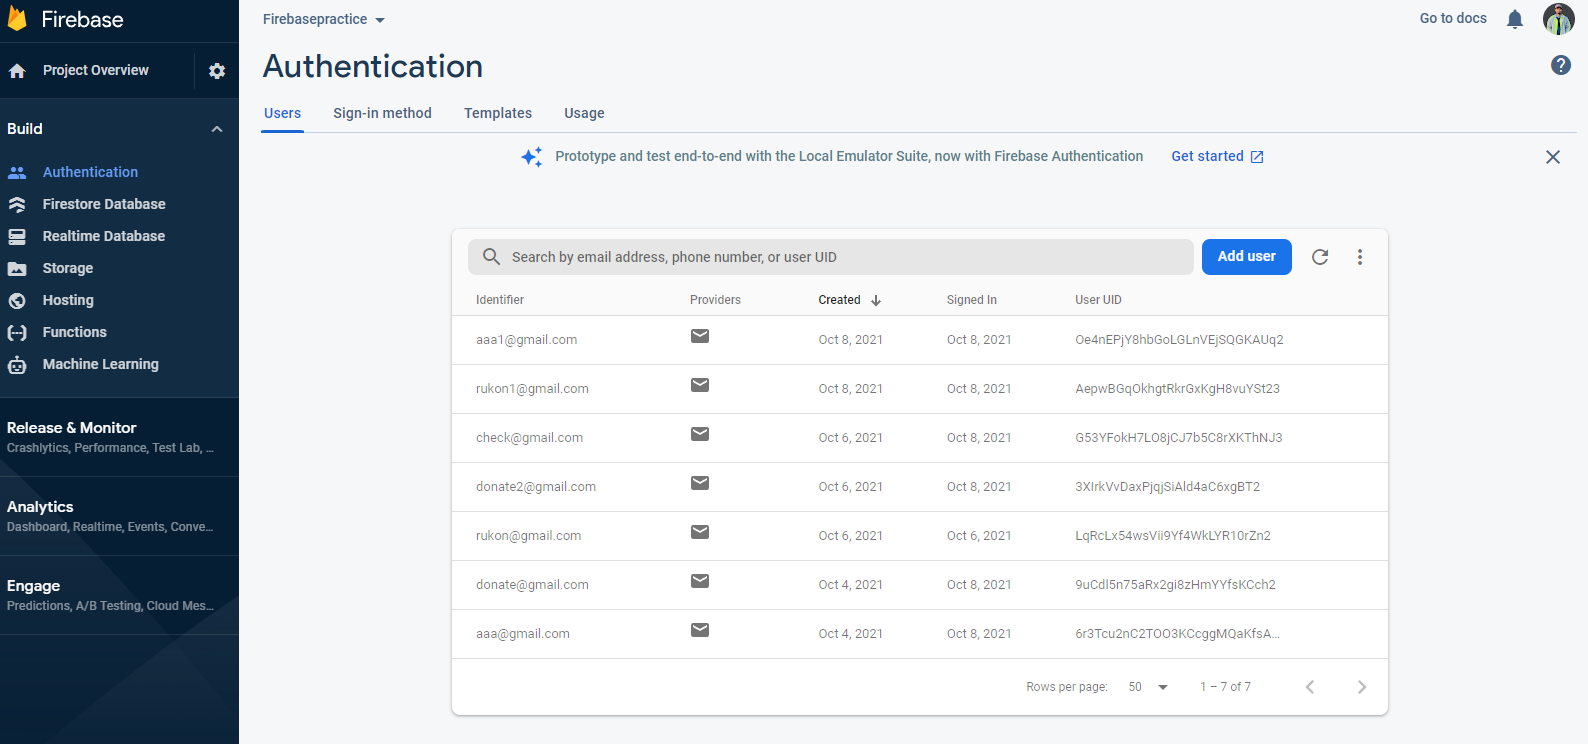 Firebase
Project Overview
Build
Authentication
Firestore Database
Realtime Database
Storage
Hosting
Functions
Machine Learning
Release & Monitor
Crashlytics, Performance, Test Lab, ...
Analytics
Dashboard, Realtime, Events, Conve...
Engage
Predictions, A/B Testing, Cloud Mes...
Firebasepractice
Go to docs
Authentication
Users Sign-in method Templates Usage
Prototype and test end-to-end with the Local Emulator Suite, now with Firebase Authentication Get started
Search by email address, phone number, or user UID Add user
Identifier Providers Created Signed In User UID
aaa1@gmail.com Oct 8, 2021 Oct 8, 2021 Oe4nEPjY8hbGoLGLnVEjSQGKAUq2
rukon1@gmail.com Oct 8, 2021 Oct 8, 2021 AepwBGqOkhgtRkrGxKgH8vuYSt23
check@gmail.com Oct 6, 2021 Oct 8, 2021 G53YFokH7LO8jCJ7b5C8rXKThNJ3
donate2@gmail.com Oct 6, 2021 Oct 8, 2021 3XIrkVvDaxPjqjSiAld4aC6xgBT2
rukon@gmail.com Oct 6, 2021 Oct 6, 2021 LqRcLx54wsVii9Yf4WkLYR10rZn2
donate@gmail.com Oct 4, 2021 Oct 8, 2021 9uCdl5n75aRx2gi8zHmYYfsKCch2
aaa@gmail.com Oct 4, 2021 Oct 8, 2021 6r3Tcu2nC2TOO3KCcggMQaKfsA...
Rows per page: 50 1 – 7 of 7